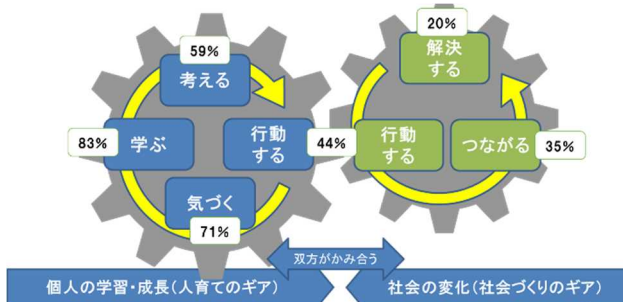 59%
考える
83%
学ぶ
行動
する
気づく
71%
20%
解決
する
44%
行動
する
つながる
35%
双方がかみ合う
個人の学習・成長(人育てのギア)
社会の変化(社会づくりのギア)